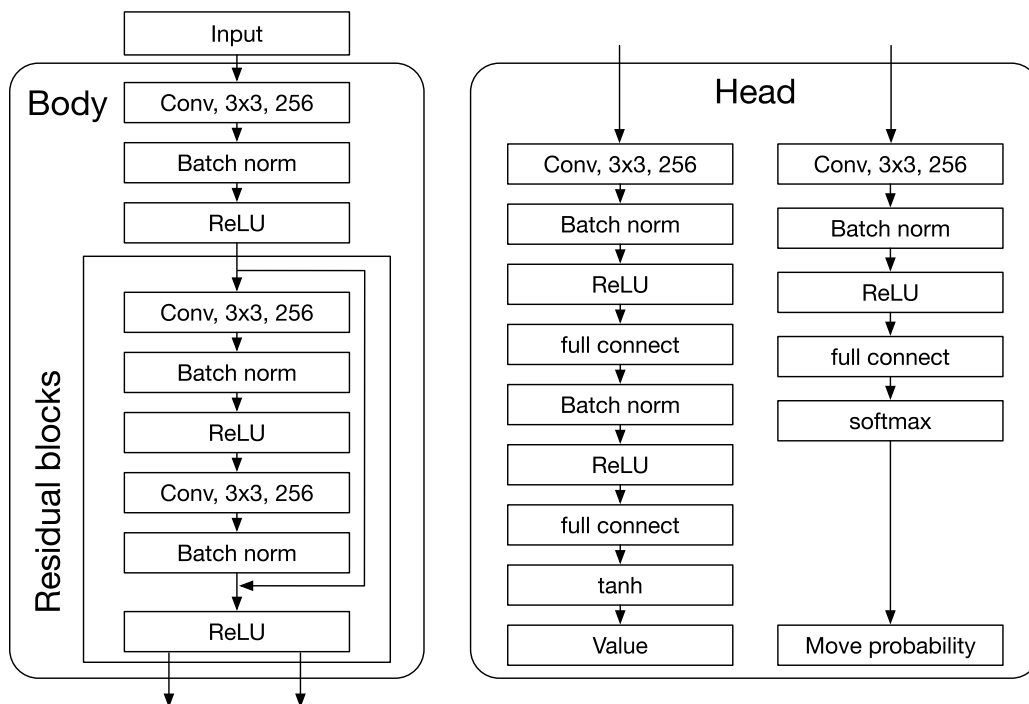 Input
Body
Conv, 3x3, 256
Batch norm
ReLU
Residual blocks
Conv, 3x3, 256
Batch norm
ReLU
Conv, 3x3, 256
Batch norm
ReLU
Head
Conv, 3x3, 256
Batch norm
ReLU
full connect
Batch norm
ReLU
full connect
tanh
Value
Conv, 3x3, 256
Batch norm
ReLU
full connect
softmax
Move probability